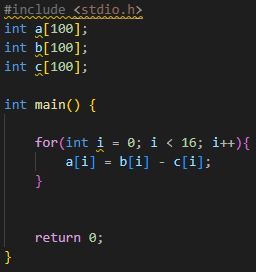 #include <stdio.h>
int a[100];
int b[100];
int c[100];
int main() {
for(int i = 0; i < 16; i++){
a[i] = b[i] - c[i];
}
return 0;
}